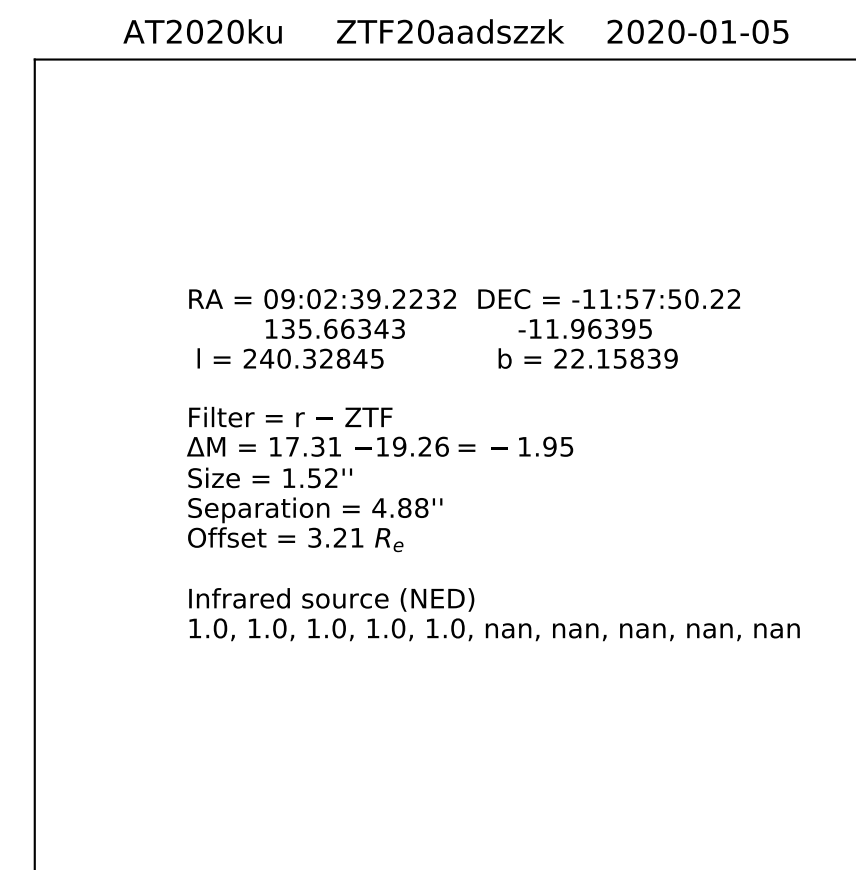 AT2020ku ZTF20aadszzk 2020-01-05
RA = 09:02:39.2232 DEC = -11:57:50.22
135.66343 -11.96395
l = 240.32845 b = 22.15839
Filter = r − ZTF
ΔM = 17.31 −19.26 = − 1.95
Size = 1.52''
Separation = 4.88''
Offset = 3.21 Rₑ
Infrared source (NED)
1.0, 1.0, 1.0, 1.0, 1.0, nan, nan, nan, nan, nan